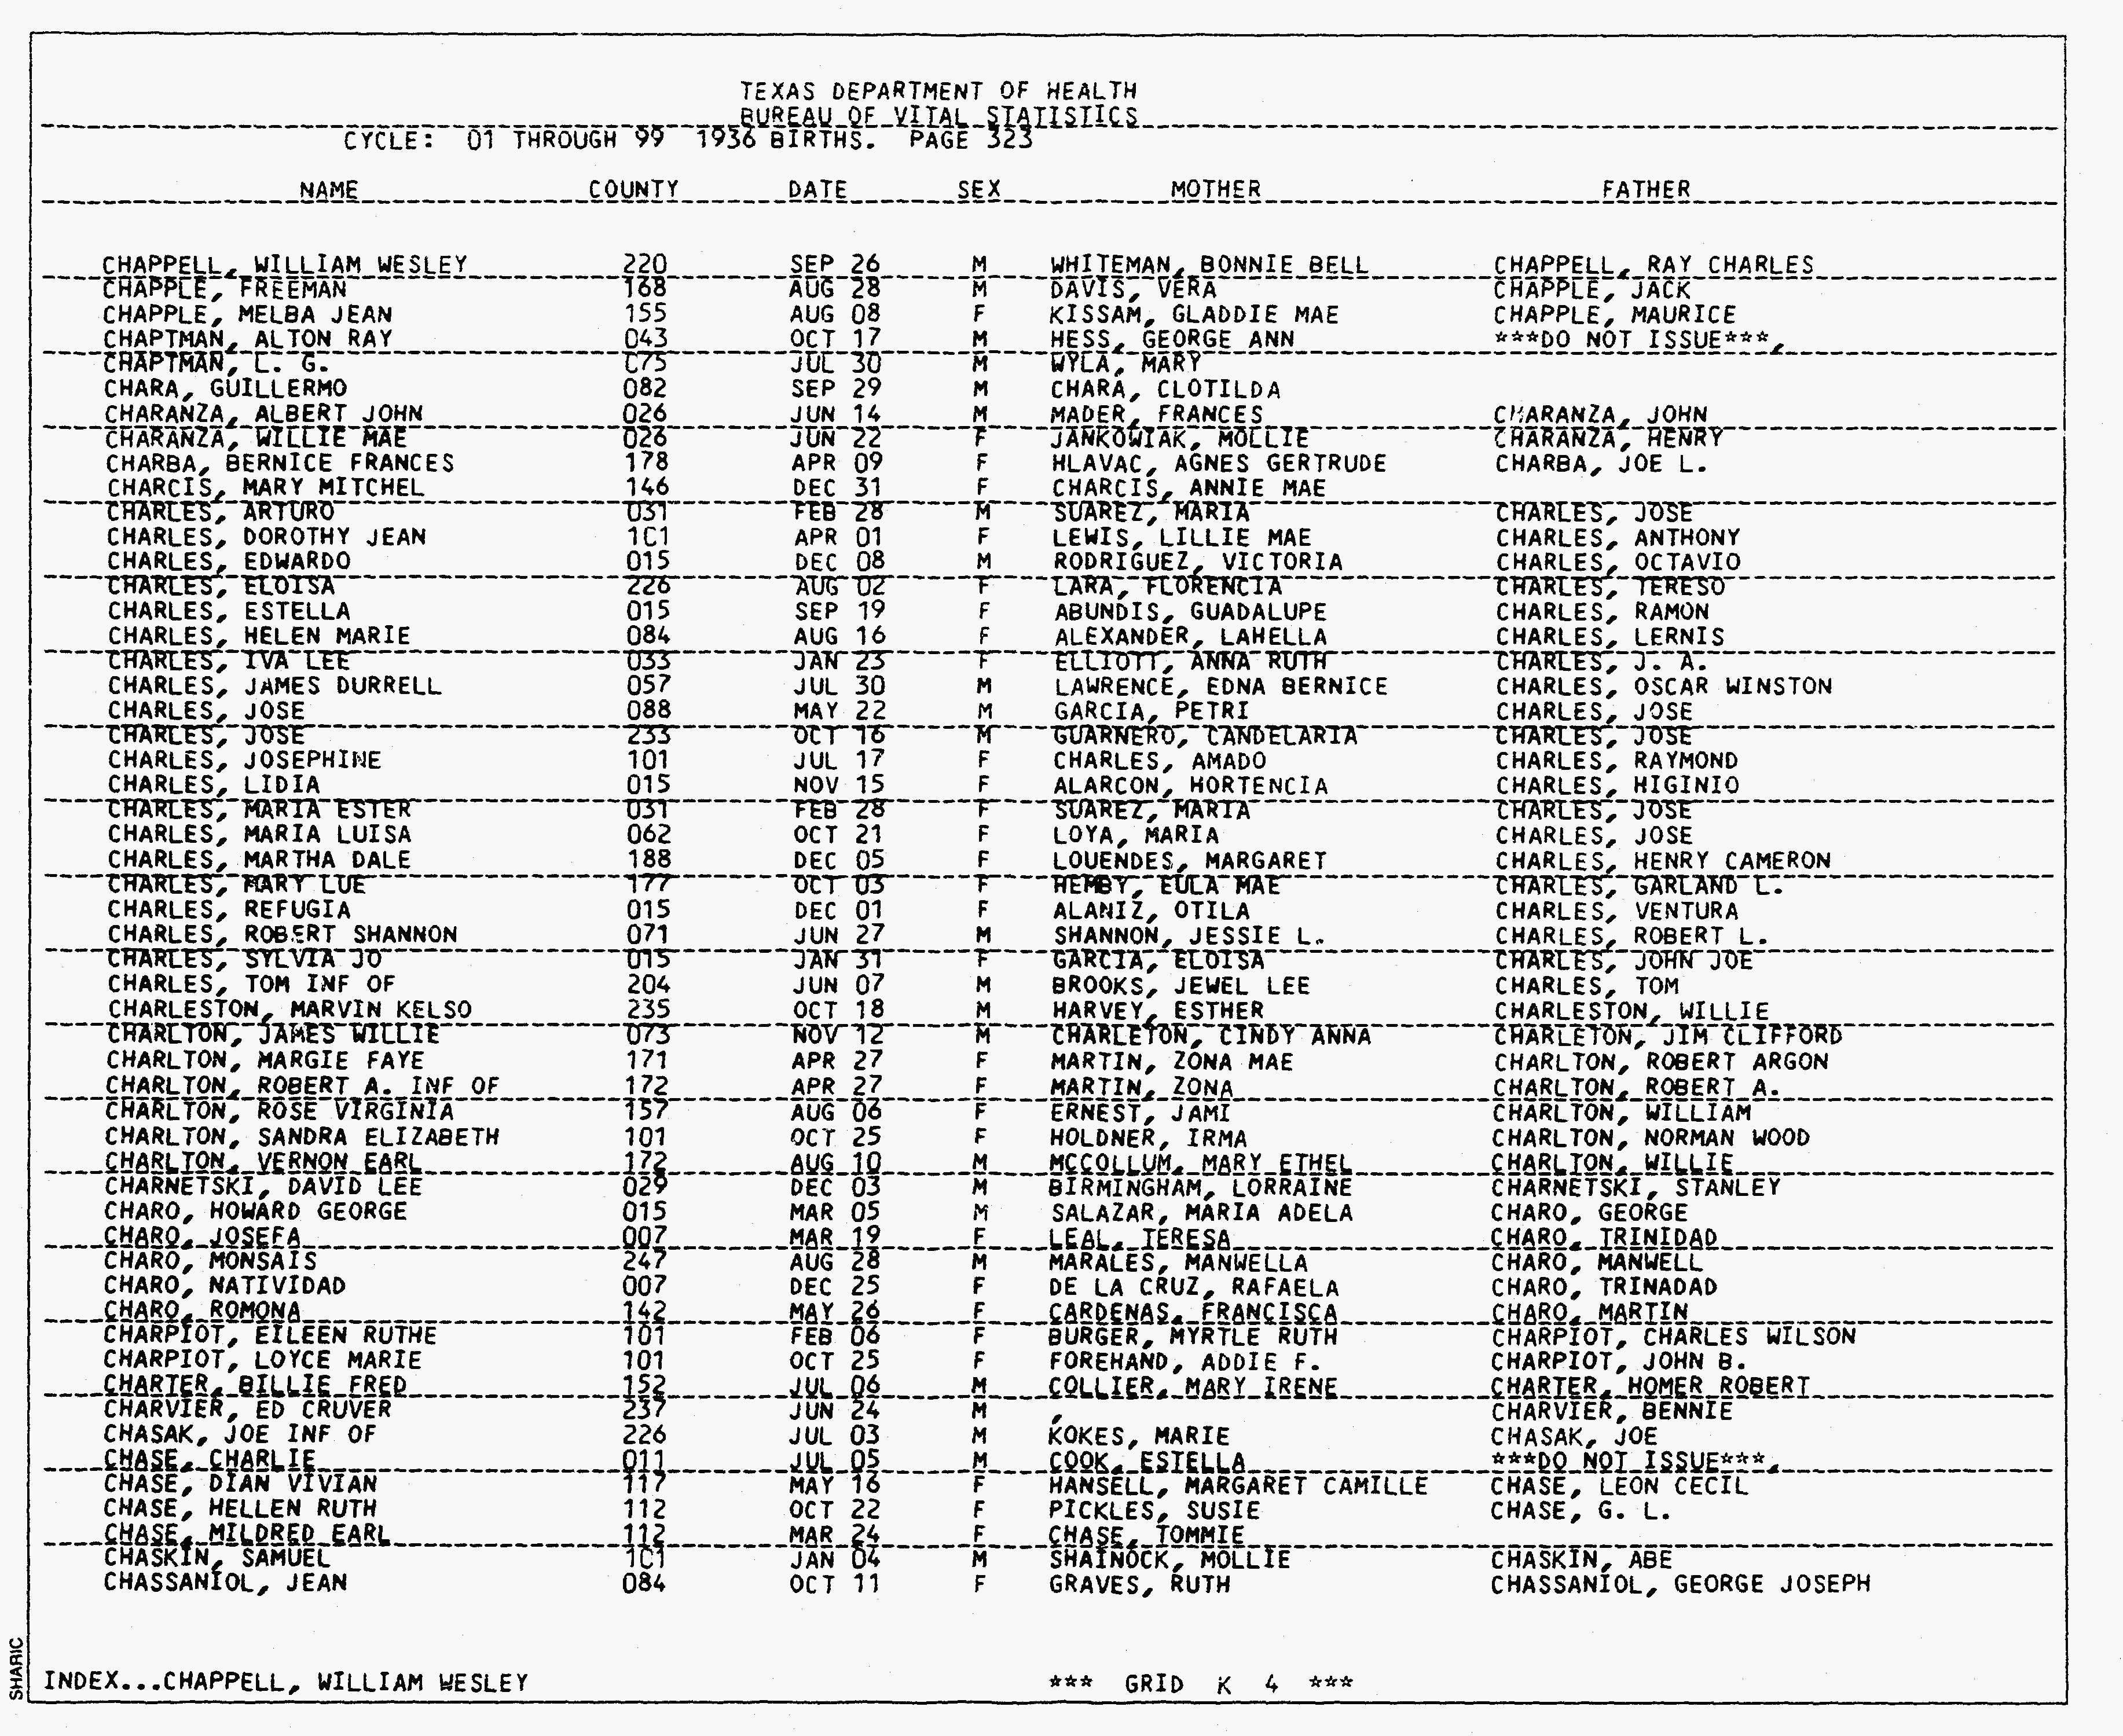 TEXAS DEPARTMENT OF HEALTH
BUREAU OF VITAL STATISTICS
CYCLE: 01 THROUGH 99 1936 BIRTHS. PAGE 323
NAME COUNTY DATE SEX MOTHER FATHER
CHAPPELL, WILLIAM WESLEY 220 SEP 26 M WHITEMAN, BONNIE BELL CHAPPELL, RAY CHARLES
CHAPPLE, FREEMAN 168 AUG 28 M DAVIS, VERA CHAPPLE, JACK
CHAPPLE, MELBA JEAN 155 AUG 08 F KISSAM, GLADDIE MAE CHAPPLE, MAURICE
CHAPTMAN, ALTON RAY 043 OCT 17 M HESS, GEORGE ANN ***DO NOT ISSUE***,
CHAPTMAN, L. G. C75 JUL 30 M WYLA, MARY
CHARA, GUILLERMO 082 SEP 29 M CHARA, CLOTILDA
CHARANZA, ALBERT JOHN 026 JUN 14 M MADER, FRANCES CHARANZA, JOHN
CHARANZA, WILLIE MAE 026 JUN 22 F JANKOWIAK, MOLLIE CHARANZA, HENRY
CHARBA, BERNICE FRANCES 178 APR 09 F HLAVAC, AGNES GERTRUDE CHARBA, JOE L.
CHARCIS, MARY MITCHEL 146 DEC 31 F CHARCIS, ANNIE MAE
CHARLES, ARTURO 031 FEB 28 M SUAREZ, MARIA CHARLES, JOSE
CHARLES, DOROTHY JEAN 1C1 APR 01 F LEWIS, LILLIE MAE CHARLES, ANTHONY
CHARLES, EDWARDO 015 DEC 08 M RODRIGUEZ, VICTORIA CHARLES, OCTAVIO
CHARLES, ELOISA 226 AUG 02 F LARA, FLORENCIA CHARLES, TERESO
CHARLES, ESTELLA 015 SEP 19 F ABUNDIS, GUADALUPE CHARLES, RAMON
CHARLES, HELEN MARIE 084 AUG 16 F ALEXANDER, LAHELLA CHARLES, LERNIS
CHARLES, IVA LEE 033 JAN 23 F ELLIOTT, ANNA RUTH CHARLES, J. A.
CHARLES, JAMES DURRELL 057 JUL 30 M LAWRENCE, EDNA BERNICE CHARLES, OSCAR WINSTON
CHARLES, JOSE 088 MAY 22 M GARCIA, PETRI CHARLES, JOSE
CHARLES, JOSE 233 OCT 16 M GUARNERO, CANDELARIA CHARLES, JOSE
CHARLES, JOSEPHINE 101 JUL 17 F CHARLES, AMADO CHARLES, RAYMOND
CHARLES, LIDIA 015 NOV 15 F ALARCON, HORTENCIA CHARLES, HIGINIO
CHARLES, MARIA ESTER 031 FEB 28 F SUAREZ, MARIA CHARLES, JOSE
CHARLES, MARIA LUISA 062 OCT 21 F LOYA, MARIA CHARLES, JOSE
CHARLES, MARTHA DALE 188 DEC 05 F LOUENDES, MARGARET CHARLES, HENRY CAMERON
CHARLES, MARY LUE 177 OCT 03 F HEMBY, EULA MAE CHARLES, GARLAND L.
CHARLES, REFUGIA 015 DEC 01 F ALANIZ, OTILA CHARLES, VENTURA
CHARLES, ROBERT SHANNON 071 JUN 27 M SHANNON, JESSIE L. CHARLES, ROBERT L.
CHARLES, SYLVIA JO 015 JAN 31 F GARCIA, ELOISA CHARLES, JOHN JOE
CHARLES, TOM INF OF 204 JUN 07 M BROOKS, JEWEL LEE CHARLES, TOM
CHARLESTON, MARVIN KELSO 235 OCT 18 M HARVEY, ESTHER CHARLESTON, WILLIE
CHARLTON, JAMES WILLIE 073 NOV 12 M CHARLETON, CINDY ANNA CHARLETON, JIM CLIFFORD
CHARLTON, MARGIE FAYE 171 APR 27 F MARTIN, ZONA MAE CHARLTON, ROBERT ARGON
CHARLTON, ROBERT A. INF OF 172 APR 27 F MARTIN, ZONA CHARLTON, ROBERT A.
CHARLTON, ROSE VIRGINIA 157 AUG 06 F ERNEST, JAMI CHARLTON, WILLIAM
CHARLTON, SANDRA ELIZABETH 101 OCT 25 F HOLDNER, IRMA CHARLTON, NORMAN WOOD
CHARLTON, VERNON EARL 172 AUG 10 M MCCOLLUM, MARY ETHEL CHARLTON, WILLIE
CHARNETSKI, DAVID LEE 029 DEC 03 M BIRMINGHAM, LORRAINE CHARNETSKI, STANLEY
CHARO, HOWARD GEORGE 015 MAR 05 M SALAZAR, MARIA ADELA CHARO, GEORGE
CHARO, JOSEFA 007 MAR 19 F LEAL, TERESA CHARO, TRINIDAD
CHARO, MONSAIS 247 AUG 28 M MARALES, MANWELLA CHARO, MANWELL
CHARO, NATIVIDAD 007 DEC 25 F DE LA CRUZ, RAFAELA CHARO, TRINADAD
CHARO, ROMONA 142 MAY 26 F CARDENAS, FRANCISCA CHARO, MARTIN
CHARPIOT, EILEEN RUTHE 101 FEB 06 F BURGER, MYRTLE RUTH CHARPIOT, CHARLES WILSON
CHARPIOT, LOYCE MARIE 101 OCT 25 F FOREHAND, ADDIE F. CHARPIOT, JOHN B.
CHARTER, BILLIE FRED 152 JUL 06 M COLLIER, MARY IRENE CHARTER, HOMER ROBERT
CHARVIER, ED CRUVER 237 JUN 24 M , CHARVIER, BENNIE
CHASAK, JOE INF OF 226 JUL 03 M KOKES, MARIE CHASAK, JOE
CHASE, CHARLIE 011 JUL 05 M COOK, ESTELLA ***DO NOT ISSUE***,
CHASE, DIAN VIVIAN 117 MAY 16 F HANSELL, MARGARET CAMILLE CHASE, LEON CECIL
CHASE, HELLEN RUTH 112 OCT 22 F PICKLES, SUSIE CHASE, G. L.
CHASE, MILDRED EARL 112 MAR 24 F CHASE, TOMMIE
CHASKIN, SAMUEL 1C1 JAN 04 M SHAINOCK, MOLLIE CHASKIN, ABE
CHASSANIOL, JEAN 084 OCT 11 F GRAVES, RUTH CHASSANIOL, GEORGE JOSEPH
SHARIC
INDEX...CHAPPELL, WILLIAM WESLEY *** GRID K 4 ***